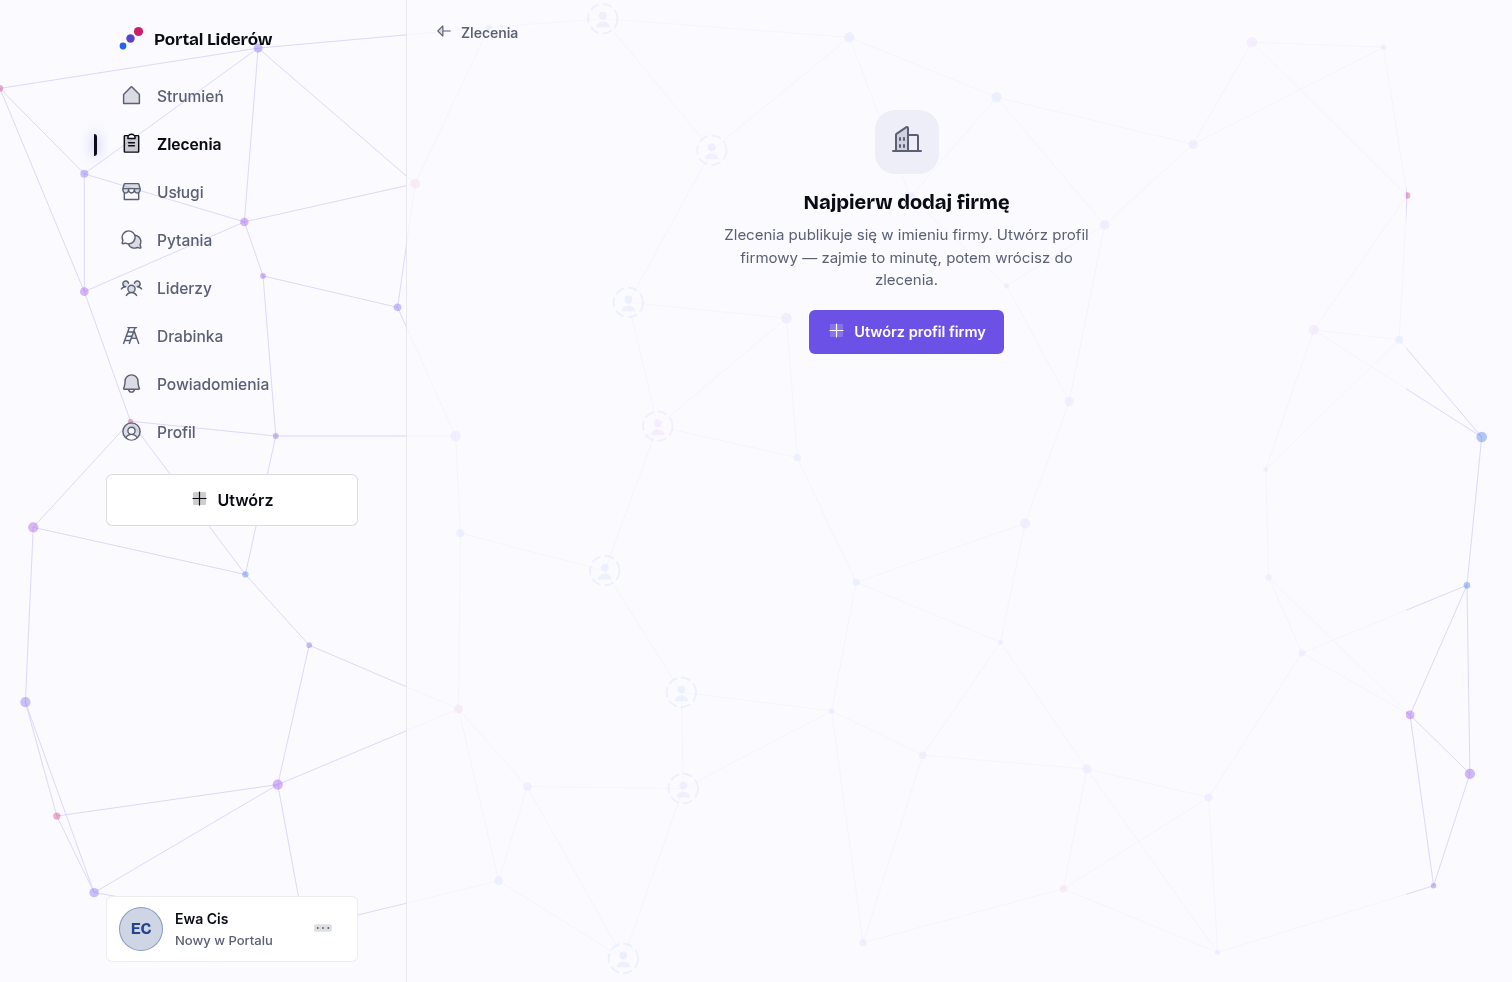 Portal Liderów
Strumień
Zlecenia
Usługi
Pytania
Liderzy
Drabinka
Powiadomienia
Profil
Utwórz
EC
Ewa Cis
Nowy w Portalu
Zlecenia
Najpierw dodaj firmę
Zlecenia publikuje się w imieniu firmy. Utwórz profil
firmowy — zajmie to minutę, potem wrócisz do
zlecenia.
Utwórz profil firmy